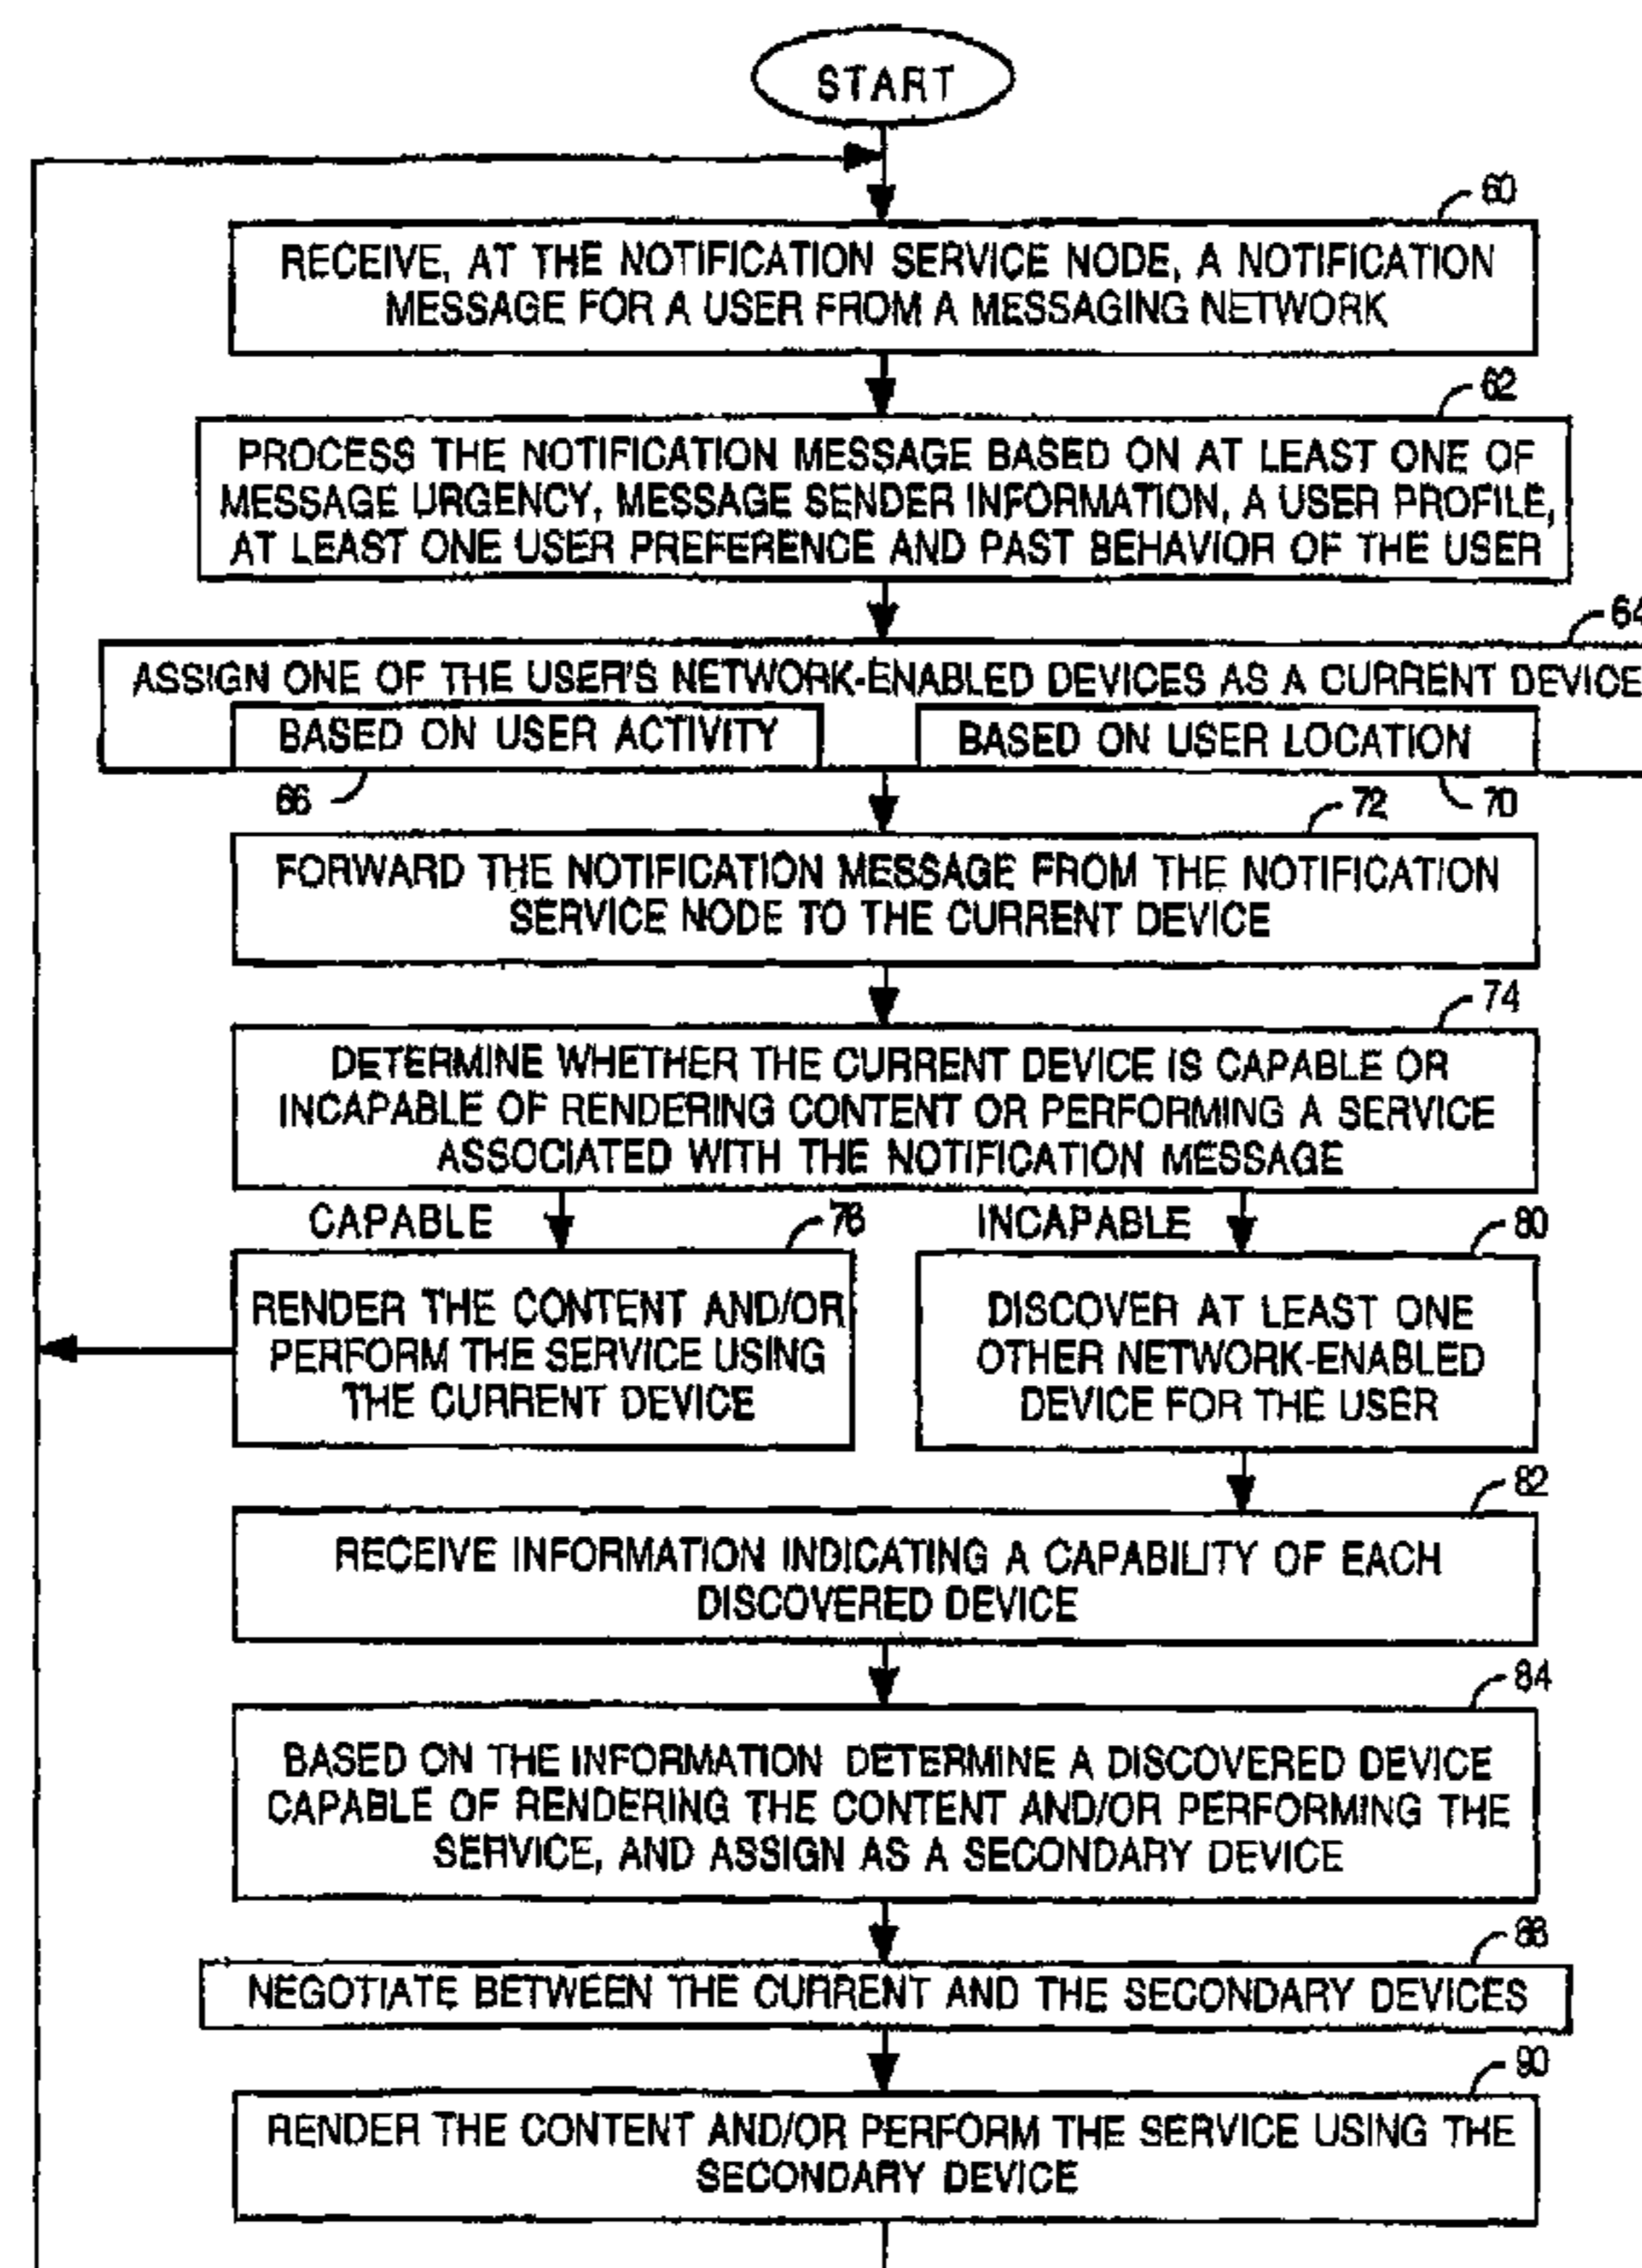 START
60
RECEIVE, AT THE NOTIFICATION SERVICE NODE, A NOTIFICATION
MESSAGE FOR A USER FROM A MESSAGING NETWORK
62
PROCESS THE NOTIFICATION MESSAGE BASED ON AT LEAST ONE OF
MESSAGE URGENCY, MESSAGE SENDER INFORMATION, A USER PROFILE,
AT LEAST ONE USER PREFERENCE AND PAST BEHAVIOR OF THE USER
64
ASSIGN ONE OF THE USER'S NETWORK-ENABLED DEVICES AS A CURRENT DEVICE
BASED ON USER ACTIVITY
BASED ON USER LOCATION
66
70
72
FORWARD THE NOTIFICATION MESSAGE FROM THE NOTIFICATION
SERVICE NODE TO THE CURRENT DEVICE
74
DETERMINE WHETHER THE CURRENT DEVICE IS CAPABLE OR
INCAPABLE OF RENDERING CONTENT OR PERFORMING A SERVICE
ASSOCIATED WITH THE NOTIFICATION MESSAGE
CAPABLE
INCAPABLE
80
RENDER THE CONTENT AND/OR
PERFORM THE SERVICE USING
THE CURRENT DEVICE
DISCOVER AT LEAST ONE
OTHER NETWORK-ENABLED
DEVICE FOR THE USER
82
RECEIVE INFORMATION INDICATING A CAPABILITY OF EACH
DISCOVERED DEVICE
84
BASED ON THE INFORMATION DETERMINE A DISCOVERED DEVICE
CAPABLE OF RENDERING THE CONTENT AND/OR PERFORMING THE
SERVICE, AND ASSIGN AS A SECONDARY DEVICE
NEGOTIATE BETWEEN THE CURRENT AND THE SECONDARY DEVICES
90
RENDER THE CONTENT AND/OR PERFORM THE SERVICE USING THE
SECONDARY DEVICE